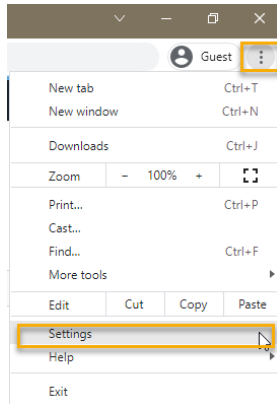 Guest
New tab Ctrl+T
New window Ctrl+N
Downloads Ctrl+J
Zoom - 100% +
Print... Ctrl+P
Cast...
Find... Ctrl+F
More tools
Edit Cut Copy Paste
Settings
Help
Exit